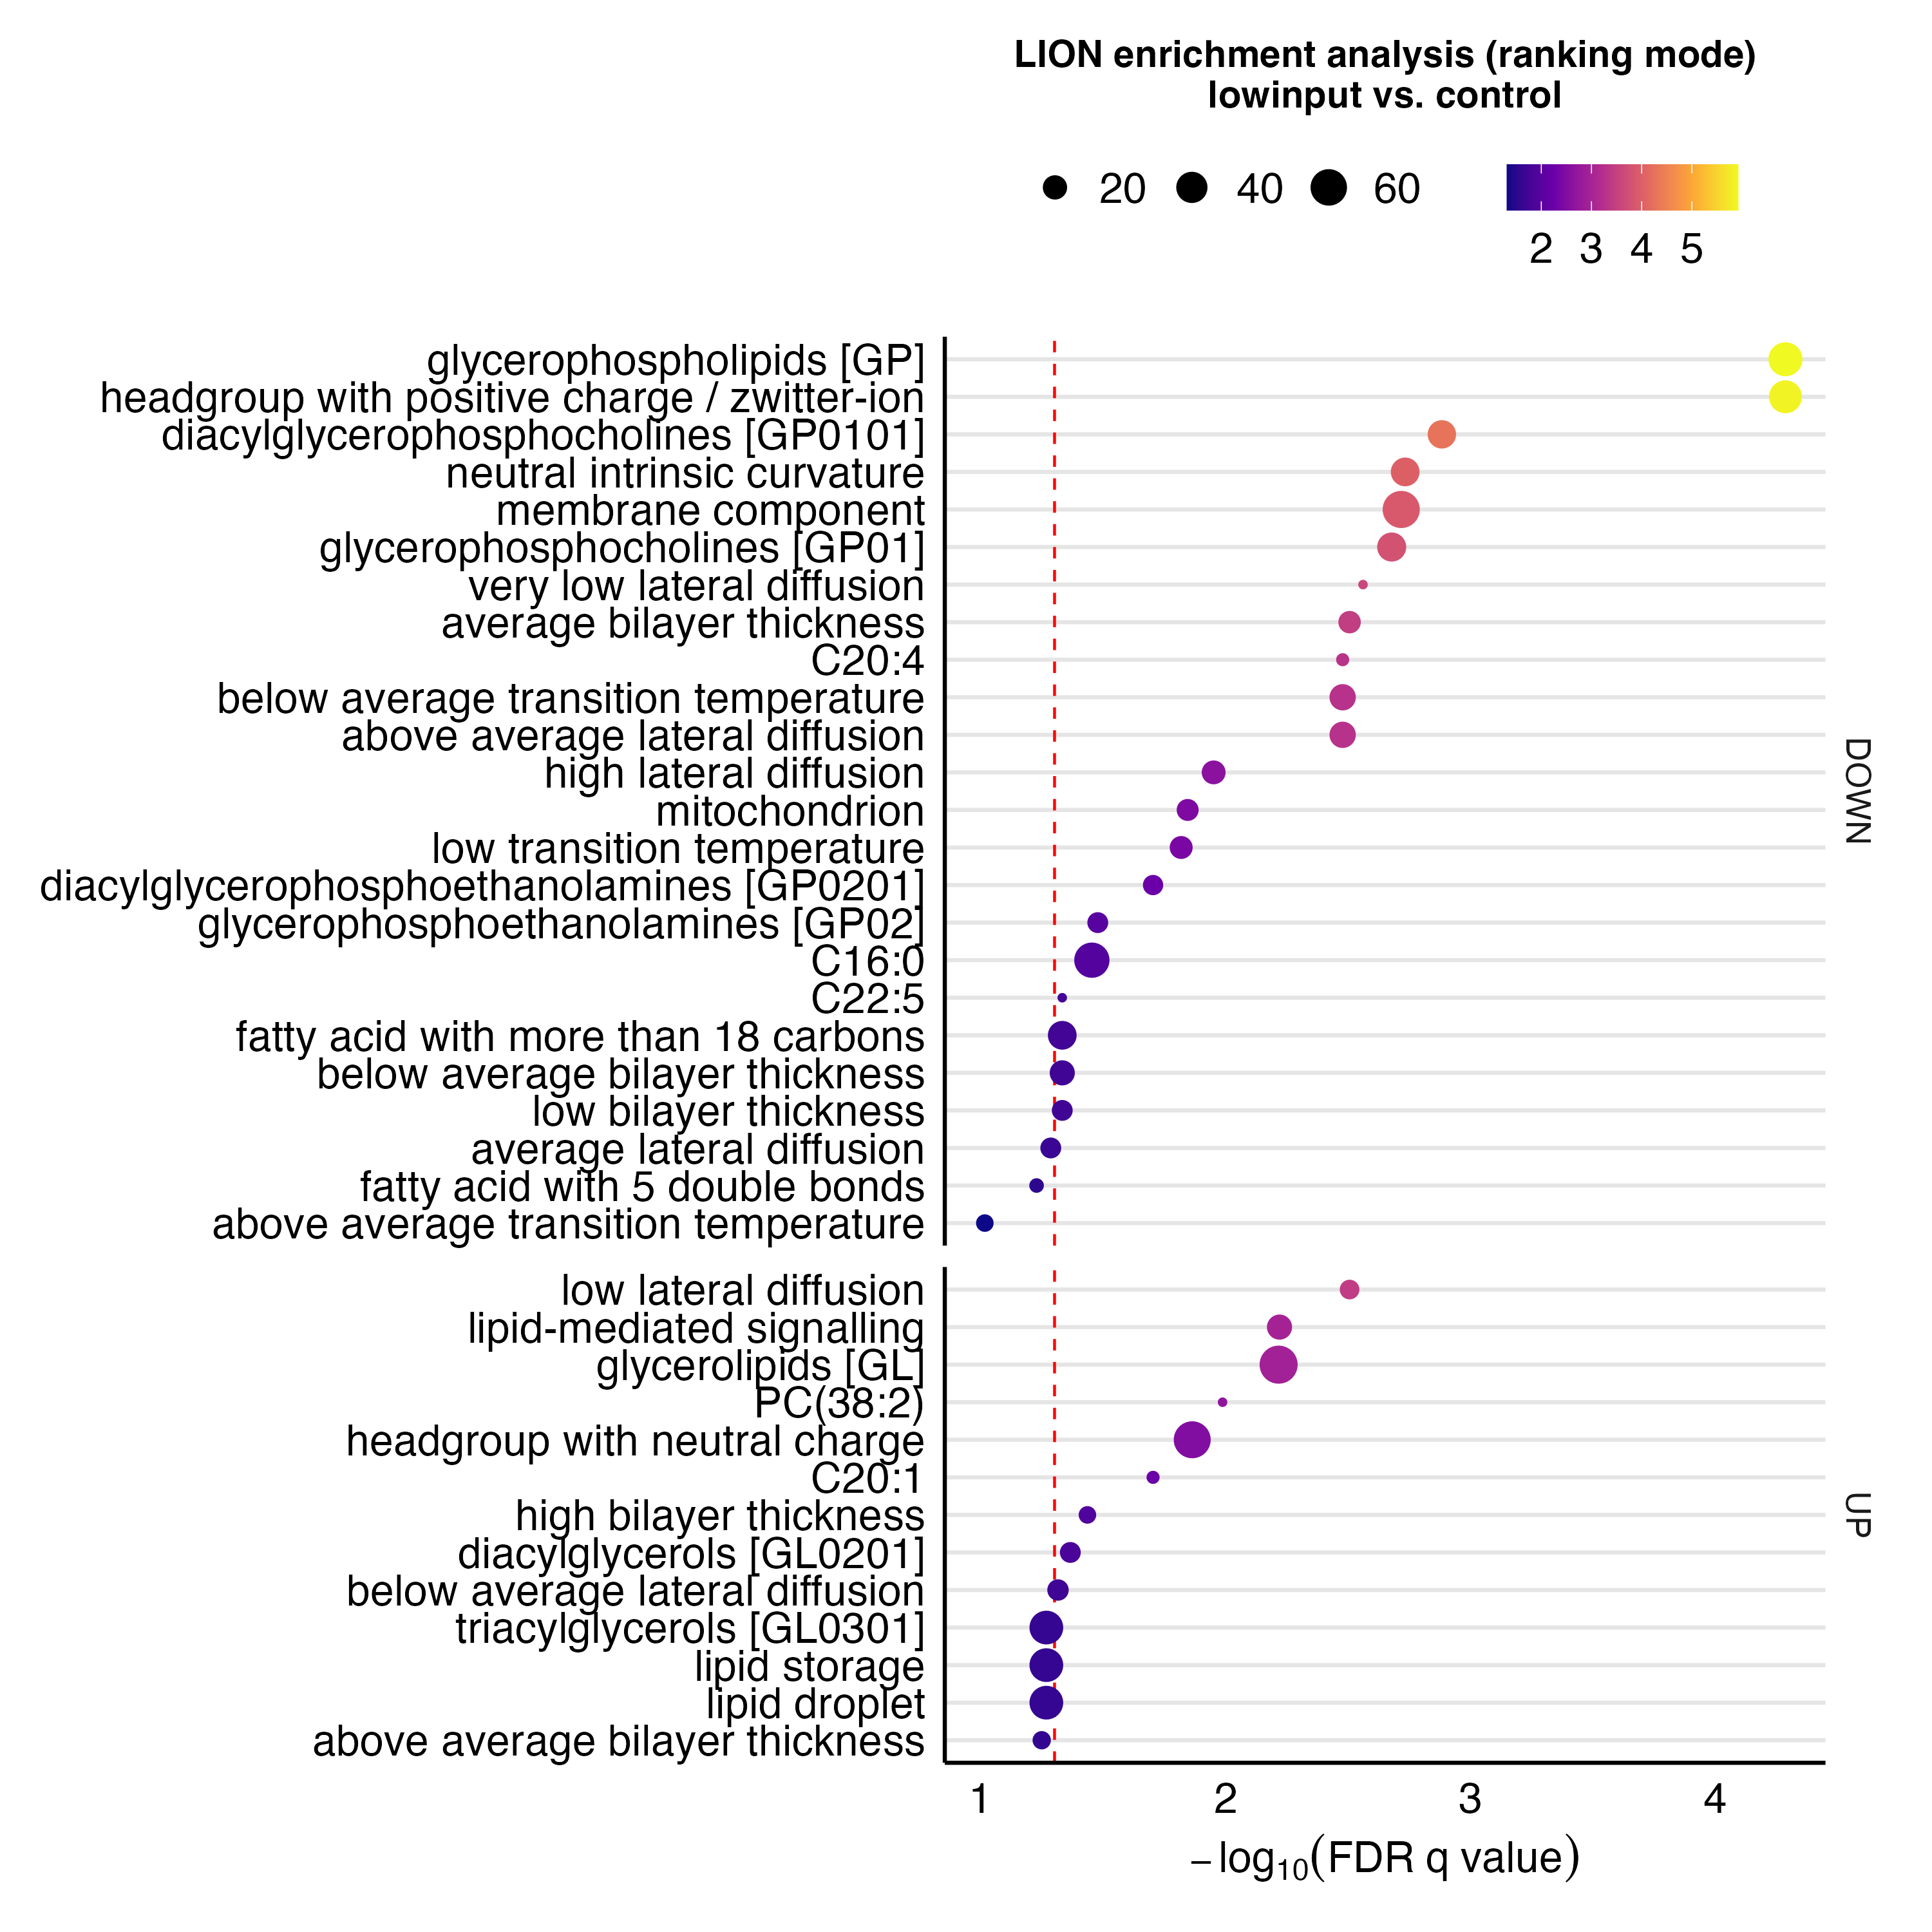 LION enrichment analysis (ranking mode)
lowinput vs. control
20 40 60
2 3 4 5
glycerophospholipids [GP]
headgroup with positive charge / zwitter-ion
diacylglycerophosphocholines [GP0101]
neutral intrinsic curvature
membrane component
glycerophosphocholines [GP01]
very low lateral diffusion
average bilayer thickness
C20:4
below average transition temperature
above average lateral diffusion
high lateral diffusion
mitochondrion
low transition temperature
diacylglycerophosphoethanolamines [GP0201]
glycerophosphoethanolamines [GP02]
C16:0
C22:5
fatty acid with more than 18 carbons
below average bilayer thickness
low bilayer thickness
average lateral diffusion
fatty acid with 5 double bonds
above average transition temperature
DOWN
low lateral diffusion
lipid-mediated signalling
glycerolipids [GL]
PC(38:2)
headgroup with neutral charge
C20:1
high bilayer thickness
diacylglycerols [GL0201]
below average lateral diffusion
triacylglycerols [GL0301]
lipid storage
lipid droplet
above average bilayer thickness
UP
1 2 3 4
−log10(FDR q value)